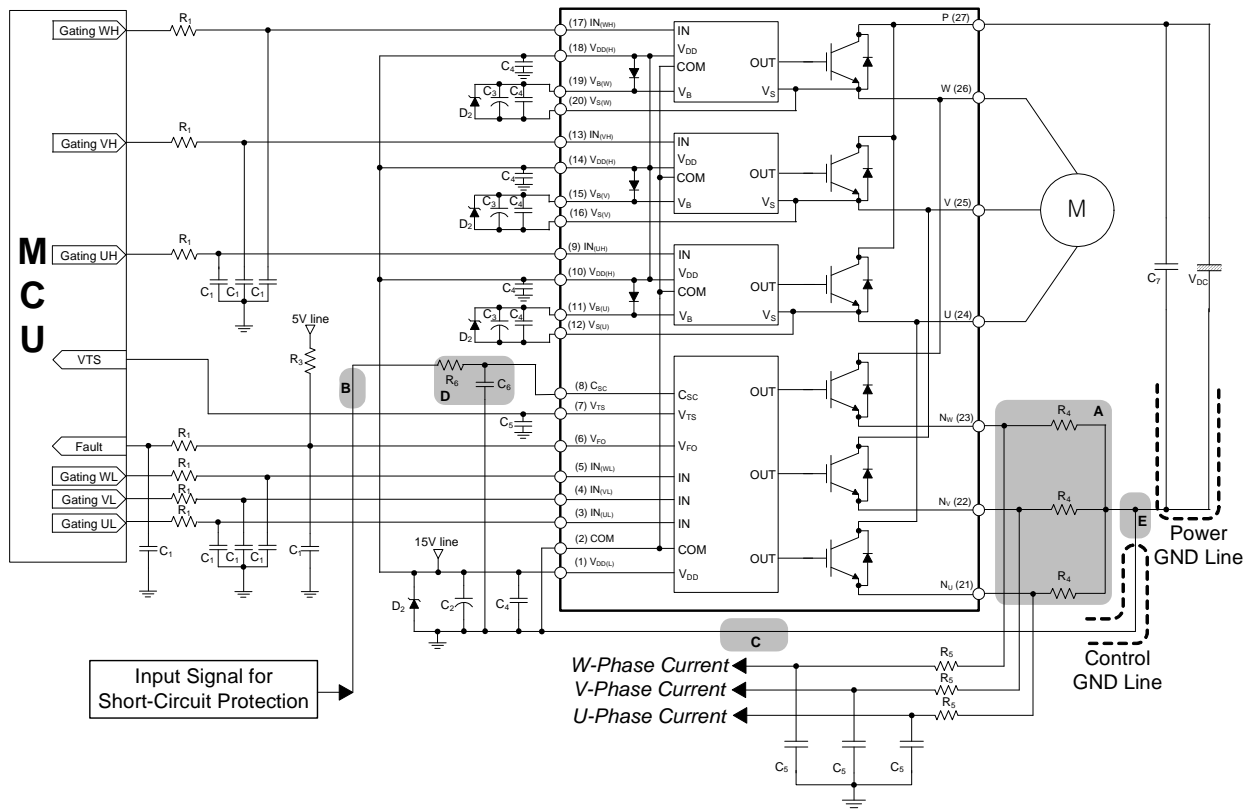 MCU
Gating WH
Gating VH
Gating UH
VTS
Fault
Gating WL
Gating VL
Gating UL
R1
R1
R1
R1
R1
R1
R1
C1
C1
C1
C1
C1
C1
C1
C1
5V line
R3
15V line
D2
C2
C4
C4
D2
C3
C4
C4
D2
C3
C4
C4
D2
C3
C4
B
R6
D
C6
C5
(17) IN(WH)
(18) VDD(H)
(19) VB(W)
(20) VS(W)
(13) IN(VH)
(14) VDD(H)
(15) VB(V)
(16) VS(V)
(9) IN(UH)
(10) VDD(H)
(11) VB(U)
(12) VS(U)
(8) CSC
(7) VTS
(6) VFO
(5) IN(WL)
(4) IN(VL)
(3) IN(UL)
(2) COM
(1) VDD(L)
IN
VDD
COM
VB
OUT
VS
IN
VDD
COM
VB
OUT
VS
IN
VDD
COM
VB
OUT
VS
CSC
VTS
VFO
IN
IN
IN
COM
VDD
OUT
OUT
OUT
P (27)
W (26)
V (25)
U (24)
NW (23)
NV (22)
NU (21)
M
C7
VDC
R4
A
R4
R4
E
Power
GND Line
Control
GND Line
C
Input Signal for
Short-Circuit Protection
W-Phase Current
V-Phase Current
U-Phase Current
R5
R5
R5
C5
C5
C5